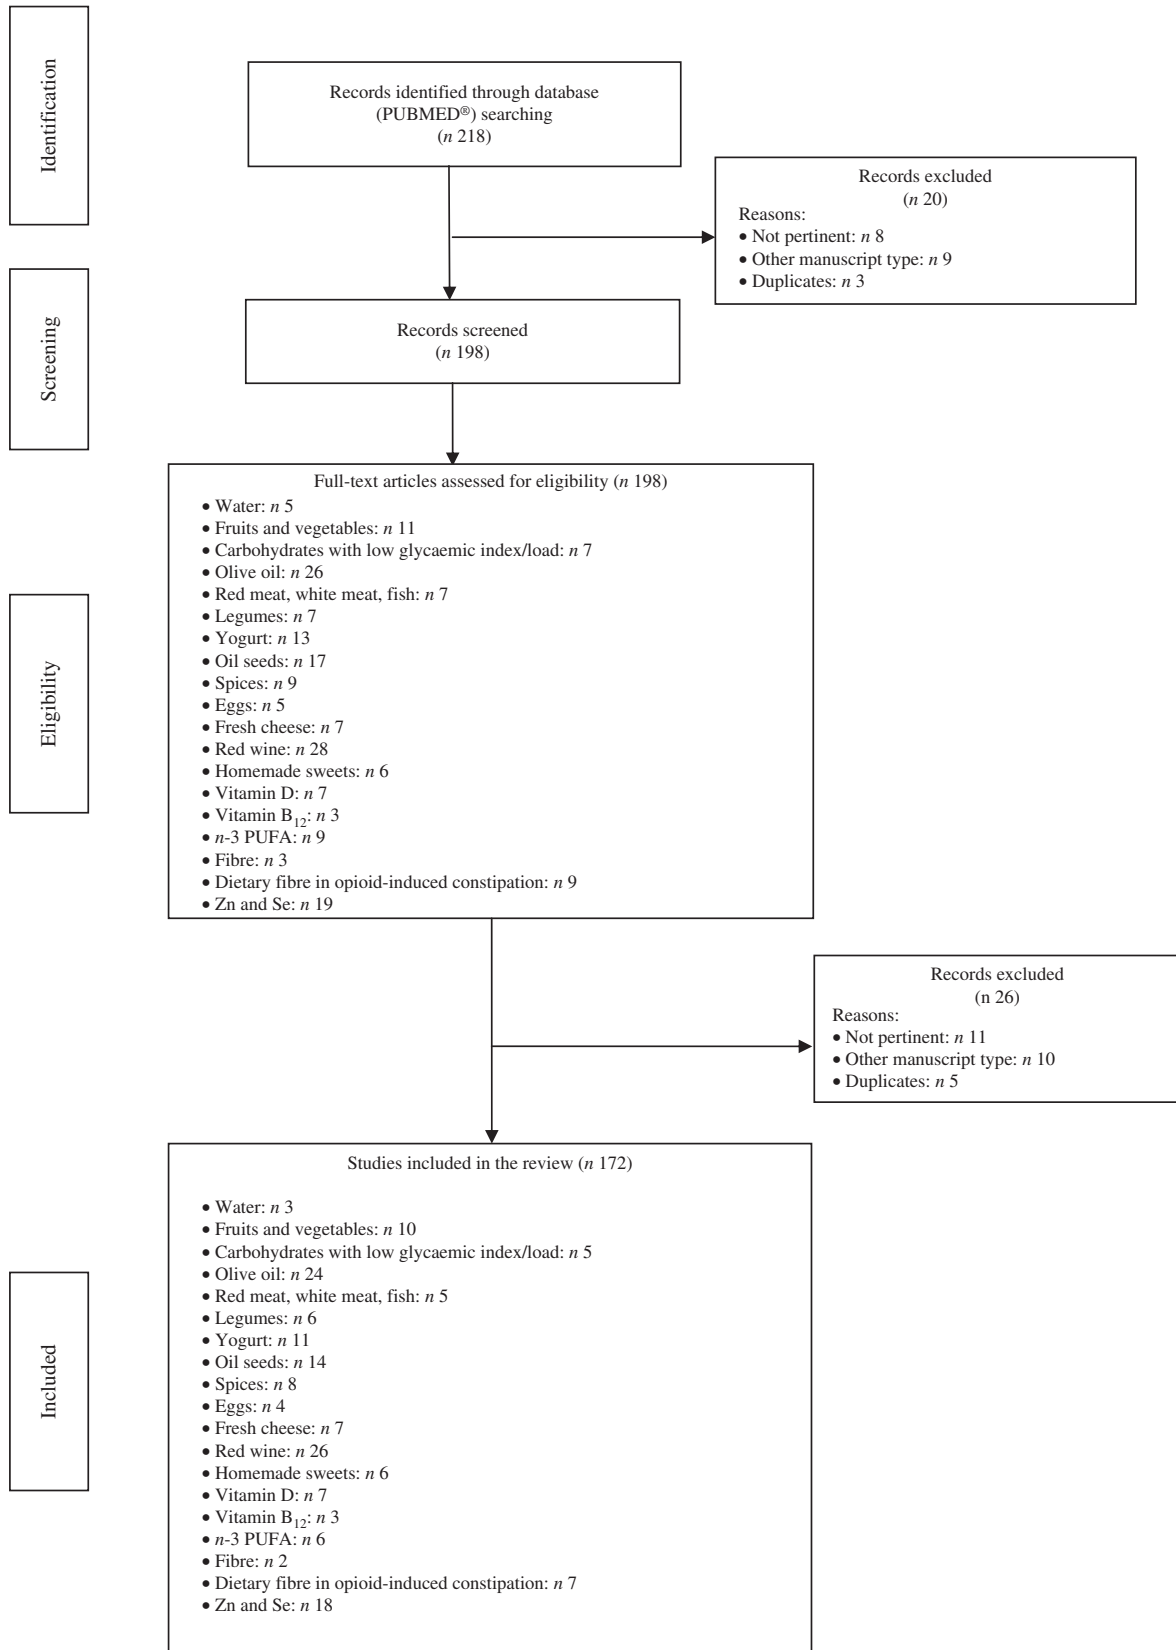 Identification
Records identified through database
(PUBMED®) searching
(n 218)
Records excluded
(n 20)
Reasons:
• Not pertinent: n 8
• Other manuscript type: n 9
• Duplicates: n 3
Screening
Records screened
(n 198)
Eligibility
Full-text articles assessed for eligibility (n 198)
• Water: n 5
• Fruits and vegetables: n 11
• Carbohydrates with low glycaemic index/load: n 7
• Olive oil: n 26
• Red meat, white meat, fish: n 7
• Legumes: n 7
• Yogurt: n 13
• Oil seeds: n 17
• Spices: n 9
• Eggs: n 5
• Fresh cheese: n 7
• Red wine: n 28
• Homemade sweets: n 6
• Vitamin D: n 7
• Vitamin B12: n 3
• n-3 PUFA: n 9
• Fibre: n 3
• Dietary fibre in opioid-induced constipation: n 9
• Zn and Se: n 19
Records excluded
(n 26)
Reasons:
• Not pertinent: n 11
• Other manuscript type: n 10
• Duplicates: n 5
Included
Studies included in the review (n 172)
• Water: n 3
• Fruits and vegetables: n 10
• Carbohydrates with low glycaemic index/load: n 5
• Olive oil: n 24
• Red meat, white meat, fish: n 5
• Legumes: n 6
• Yogurt: n 11
• Oil seeds: n 14
• Spices: n 8
• Eggs: n 4
• Fresh cheese: n 7
• Red wine: n 26
• Homemade sweets: n 6
• Vitamin D: n 7
• Vitamin B12: n 3
• n-3 PUFA: n 6
• Fibre: n 2
• Dietary fibre in opioid-induced constipation: n 7
• Zn and Se: n 18